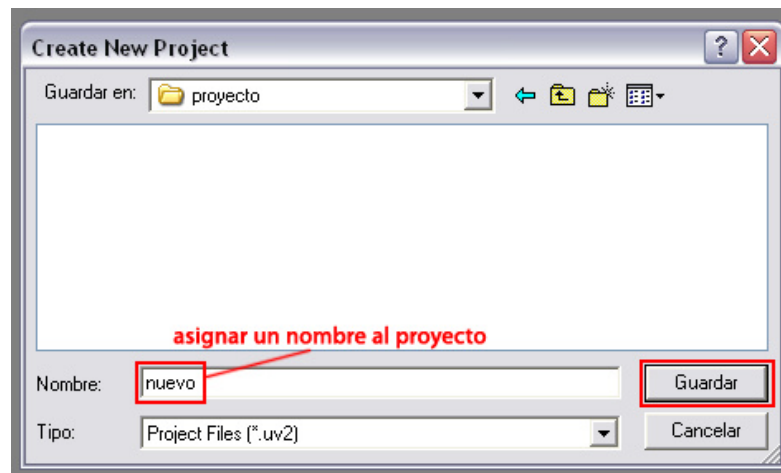 Create New Project
Guardar en: proyecto
asignar un nombre al proyecto
Nombre: nuevo Guardar
Tipo: Project Files (*.uv2) Cancelar